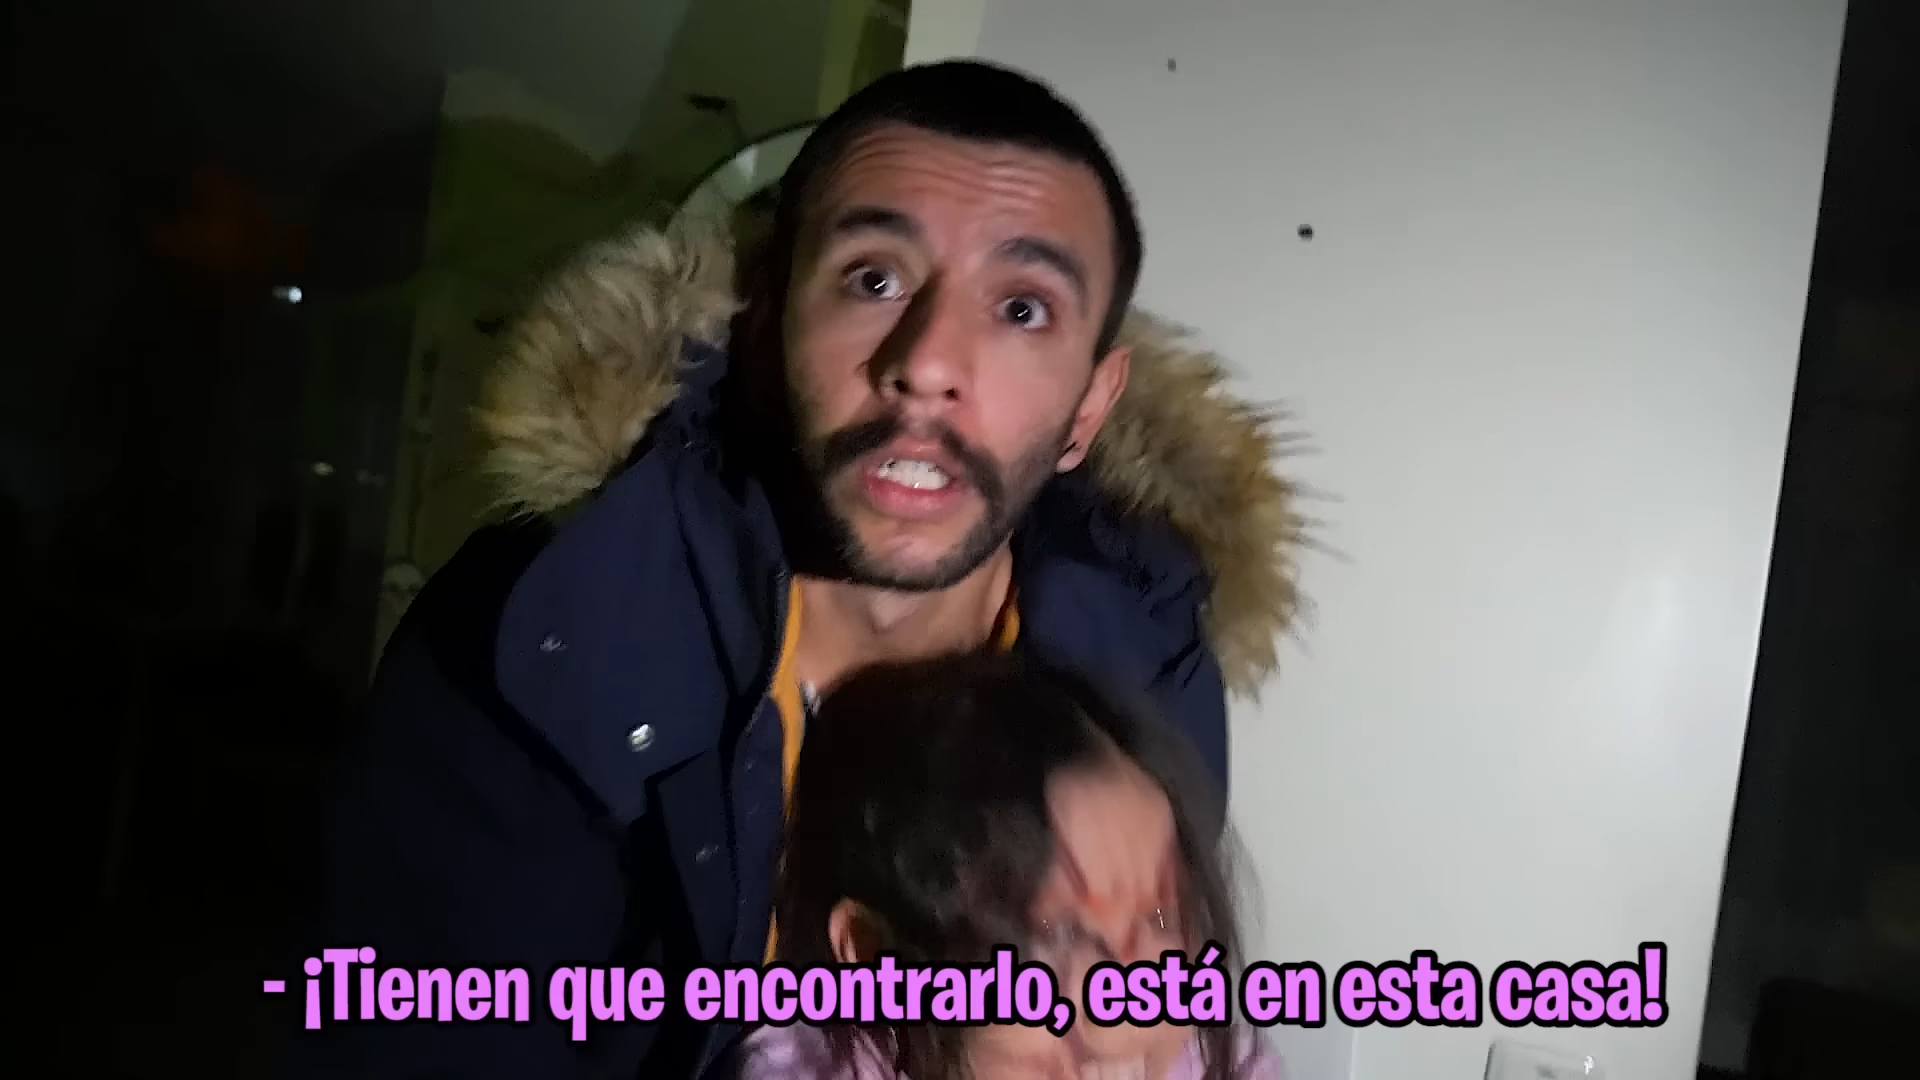 - ¡Tienen que encontrarlo, está en esta casa!